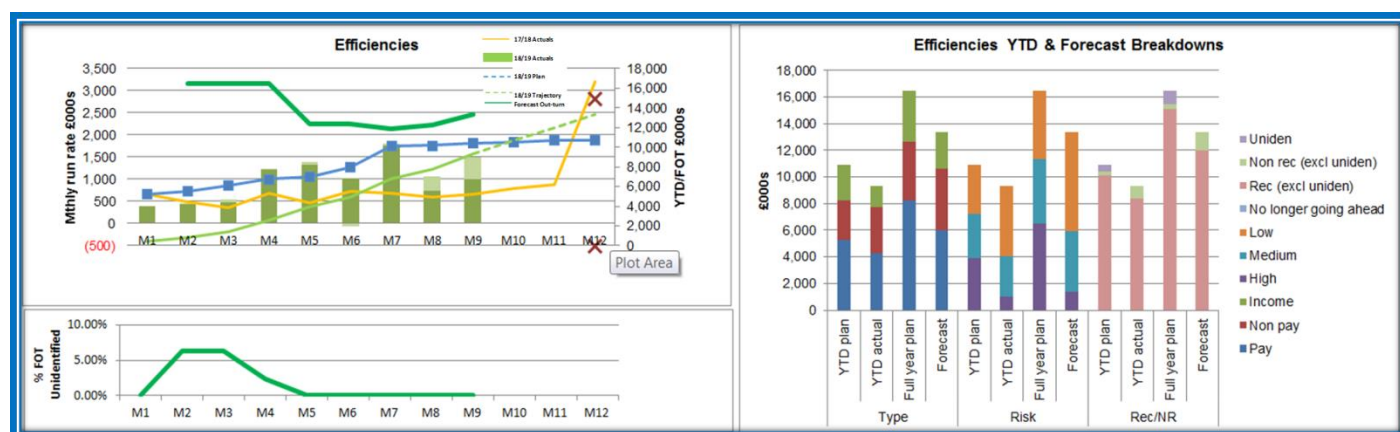 Efficiencies
17/18 Actuals
18/19 Actuals
18/19 Plan
18/19 Trajectory
Forecast Out-turn
Mthly run rate £000s
3,500
3,000
2,500
2,000
1,500
1,000
500
0
(500)
18,000
16,000
14,000
12,000
10,000
8,000
6,000
4,000
2,000
0
YTD/FOT £000s
M1 M2 M3 M4 M5 M6 M7 M8 M9 M10 M11 M12
Plot Area
% FOT
Unidentified
10.00%
5.00%
0.00%
M1 M2 M3 M4 M5 M6 M7 M8 M9 M10 M11 M12
Efficiencies YTD & Forecast Breakdowns
£000s
18,000
16,000
14,000
12,000
10,000
8,000
6,000
4,000
2,000
0
YTD plan
YTD actual
Full year plan
Forecast
YTD plan
YTD actual
Full year plan
Forecast
YTD plan
YTD actual
Full year plan
Forecast
Type Risk Rec/NR
Uniden
Non rec (excl uniden)
Rec (excl uniden)
No longer going ahead
Low
Medium
High
Income
Non pay
Pay